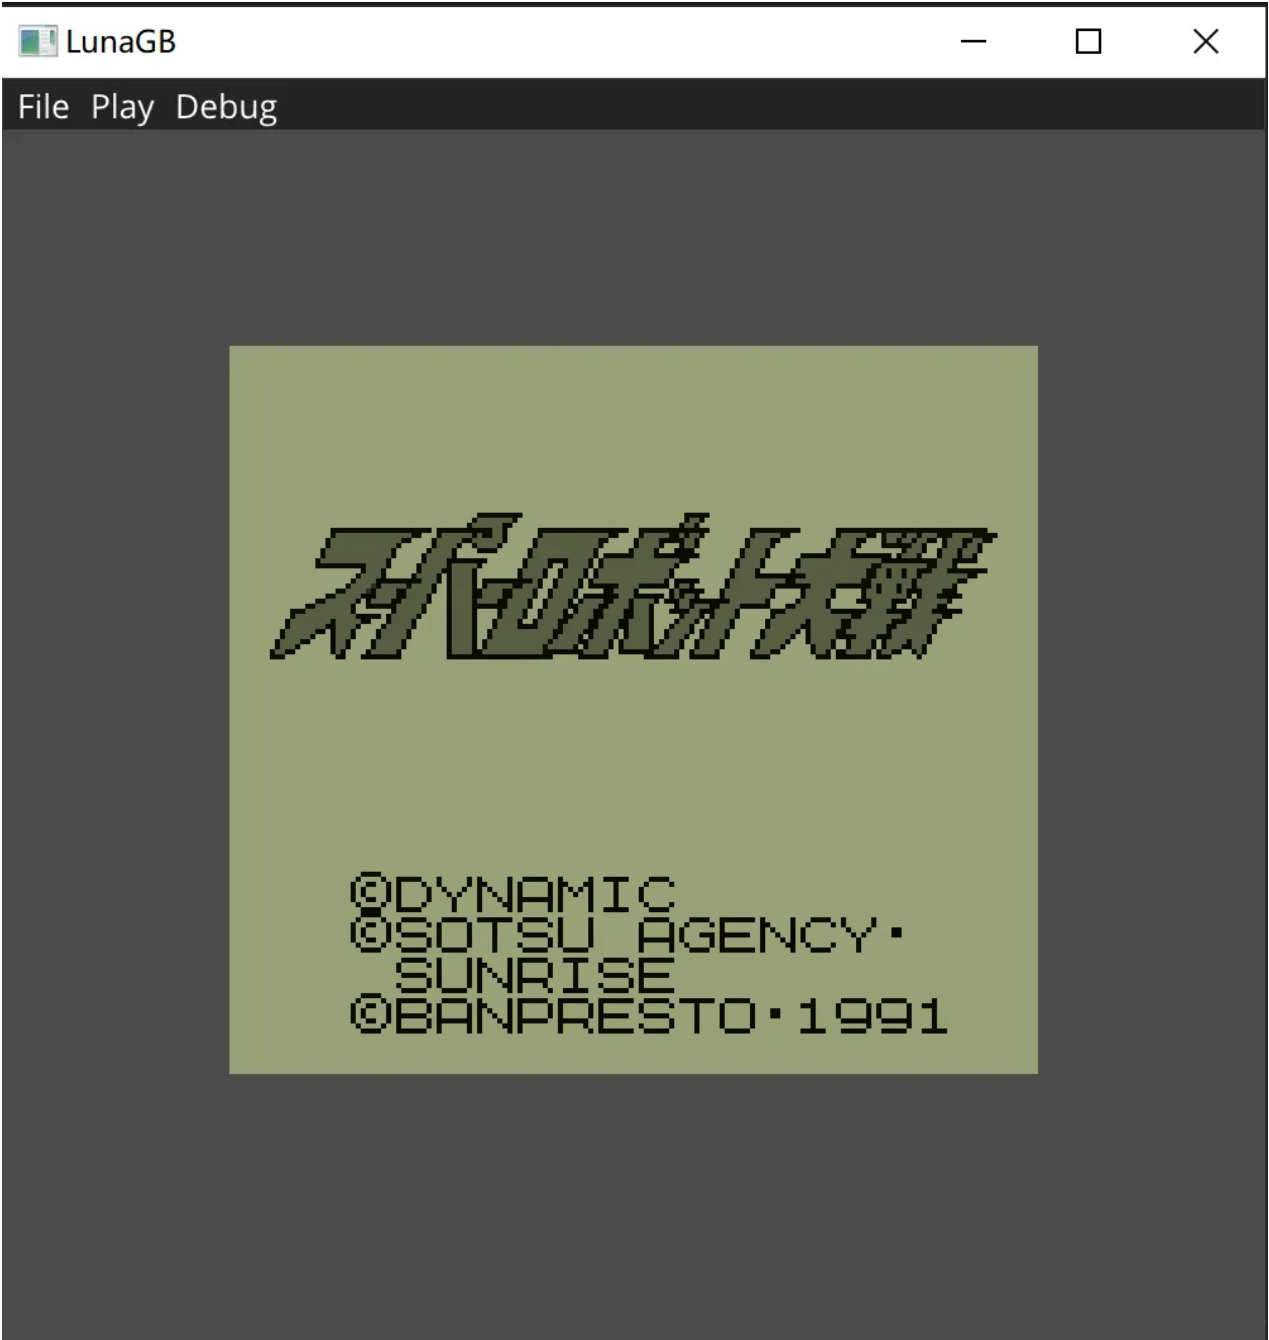 LunaGB
File Play Debug
スーパーロボット大戦
©DYNAMIC
©SOTSU AGENCY・
SUNRISE
©BANPRESTO・1991